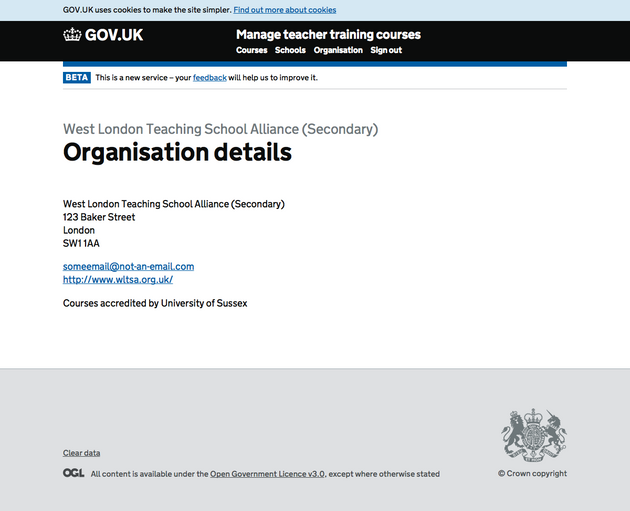 GOV.UK uses cookies to make the site simpler. Find out more about cookies
GOV.UK
Manage teacher training courses
Courses Schools Organisation Sign out
BETA This is a new service – your feedback will help us to improve it.
West London Teaching School Alliance (Secondary)
Organisation details
West London Teaching School Alliance (Secondary)
123 Baker Street
London
SW1 1AA
someemail@not-an-email.com
http://www.wltsa.org.uk/
Courses accredited by University of Sussex
Clear data
OGL All content is available under the Open Government Licence v3.0, except where otherwise stated
© Crown copyright